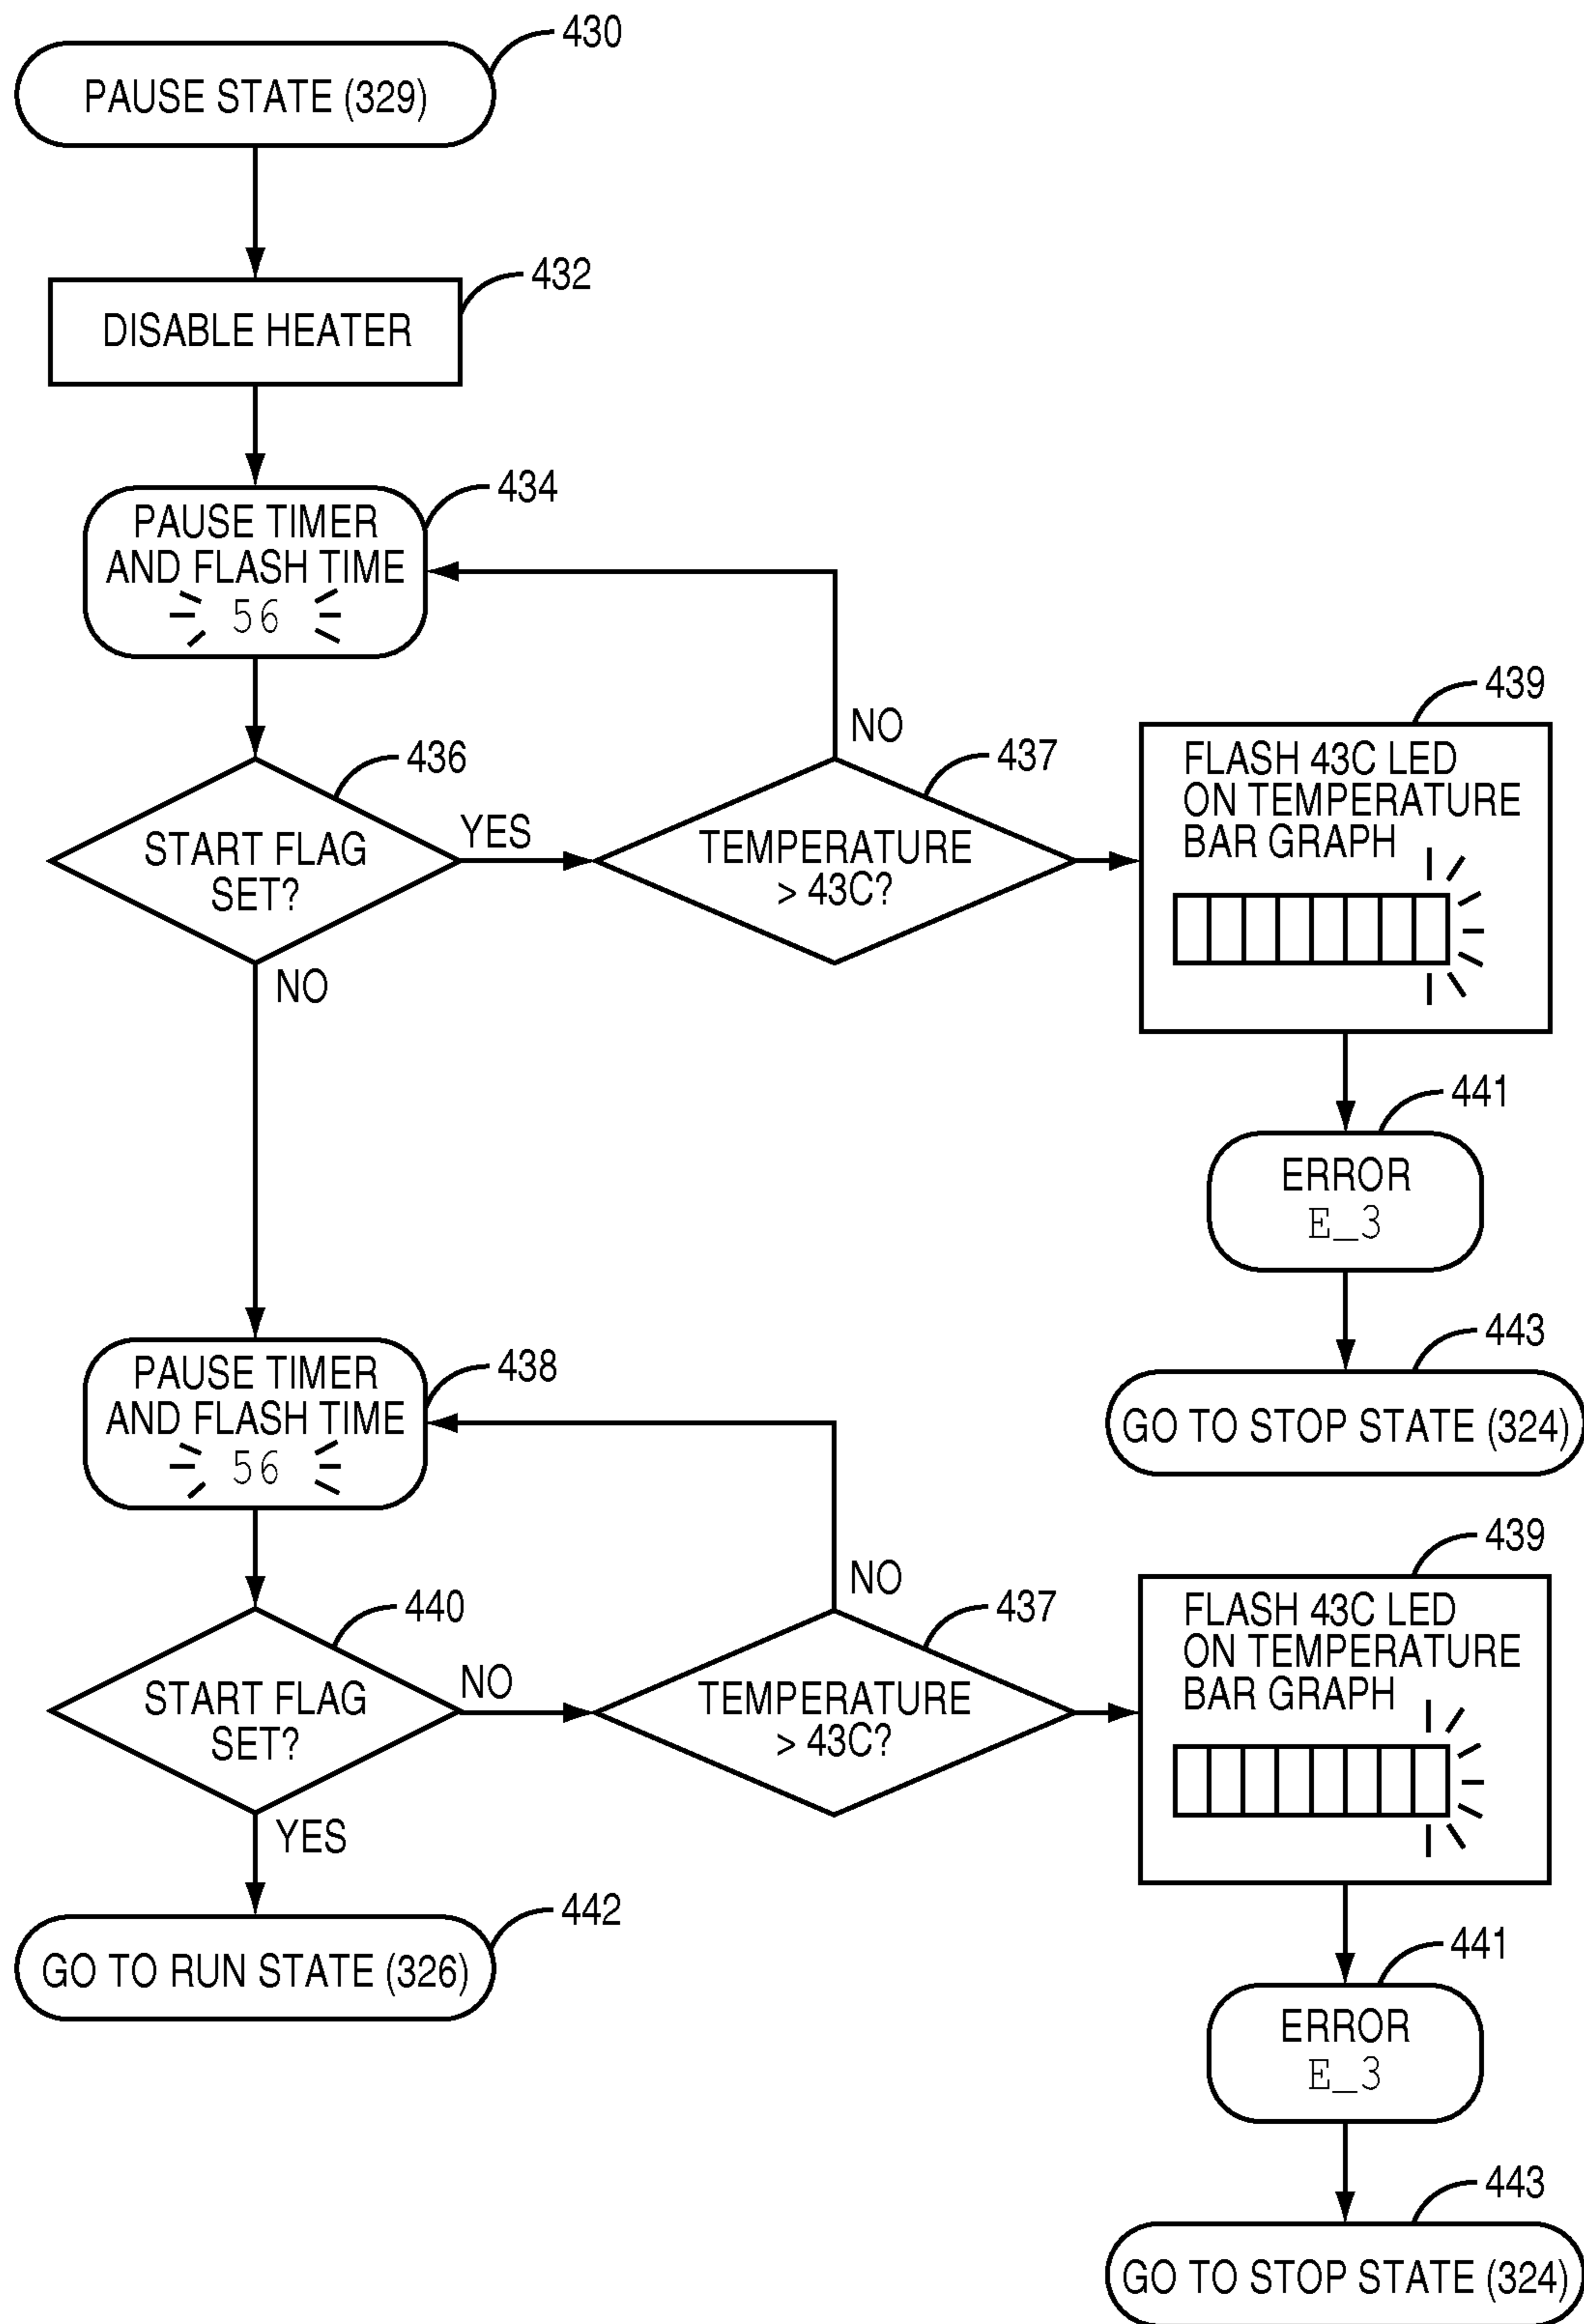 430
PAUSE STATE (329)
432
DISABLE HEATER
434
PAUSE TIMER
AND FLASH TIME
56
436
START FLAG
SET?
YES
NO
437
TEMPERATURE
> 43C?
NO
439
FLASH 43C LED
ON TEMPERATURE
BAR GRAPH
441
ERROR
E_3
443
GO TO STOP STATE (324)
438
PAUSE TIMER
AND FLASH TIME
56
440
START FLAG
SET?
NO
YES
437
TEMPERATURE
> 43C?
NO
439
FLASH 43C LED
ON TEMPERATURE
BAR GRAPH
442
GO TO RUN STATE (326)
441
ERROR
E_3
443
GO TO STOP STATE (324)